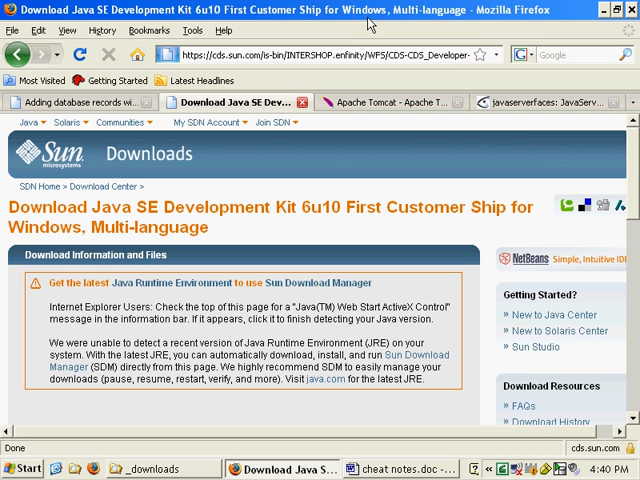 Download Java SE Development Kit 6u10 First Customer Ship for Windows, Multi-language - Mozilla Firefox
File Edit View History Bookmarks Tools Help
https://cds.sun.com/is-bin/INTERSHOP.enfinity/WFS/CDS-CDS_Developer-
Google
Most Visited Getting Started Latest Headlines
Adding database records wi... Download Java SE Dev... Apache Tomcat - Apache T... javaserverfaces: JavaServ...
Java Solaris Communities My SDN Account Join SDN
Sun microsystems Downloads
SDN Home > Download Center >
Download Java SE Development Kit 6u10 First Customer Ship for
Windows, Multi-language
Download Information and Files
Get the latest Java Runtime Environment to use Sun Download Manager
Internet Explorer Users: Check the top of this page for a "Java(TM) Web Start ActiveX Control"
message in the information bar. If it appears, click it to finish detecting your Java version.
We were unable to detect a recent version of Java Runtime Environment (JRE) on your
system. With the latest JRE, you can automatically download, install, and run Sun Download
Manager (SDM) directly from this page. We highly recommend SDM to easily manage your
downloads (pause, resume, restart, verify, and more). Visit java.com for the latest JRE.
NetBeans Simple, Intuitive IDE
Getting Started?
» New to Java Center
» New to Solaris Center
» Sun Studio
Download Resources
» FAQs
» Download History
Done cds.sun.com
Start _downloads Download Java S... cheat notes.doc -... 4:40 PM